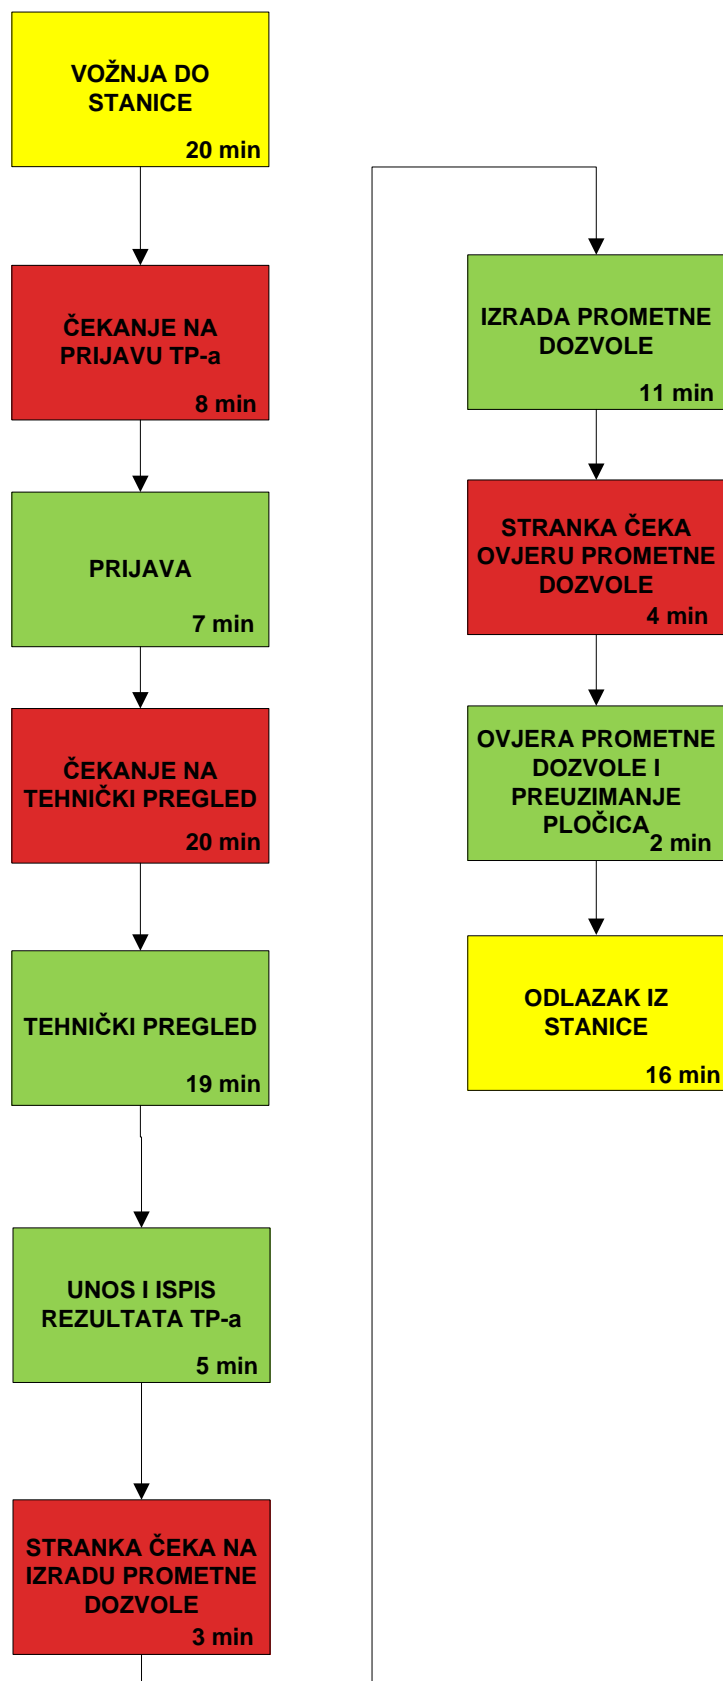 VOŽNJA DO
STANICE
20 min
ČEKANJE NA
PRIJAVU TP-a
8 min
PRIJAVA
7 min
ČEKANJE NA
TEHNIČKI PREGLED
20 min
TEHNIČKI PREGLED
19 min
UNOS I ISPIS
REZULTATA TP-a
5 min
STRANKA ČEKA NA
IZRADU PROMETNE
DOZVOLE
3 min
IZRADA PROMETNE
DOZVOLE
11 min
STRANKA ČEKA
OVJERU PROMETNE
DOZVOLE
4 min
OVJERA PROMETNE
DOZVOLE I
PREUZIMANJE
PLOČICA
2 min
ODLAZAK IZ
STANICE
16 min